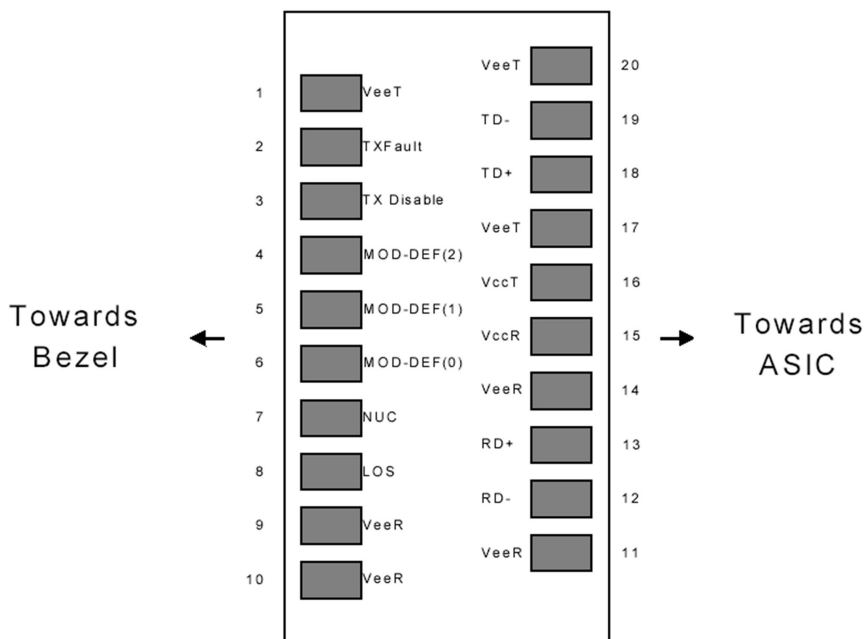 VeeT 20
1 VeeT
TD- 19
2 TXFault
TD+ 18
3 TX Disable
VeeT 17
4 MOD-DEF(2)
VccT 16
5 MOD-DEF(1)
Towards
Bezel
VccR 15
Towards
ASIC
6 MOD-DEF(0)
VeeR 14
7 NUC
RD+ 13
8 LOS
RD- 12
9 VeeR
VeeR 11
10 VeeR